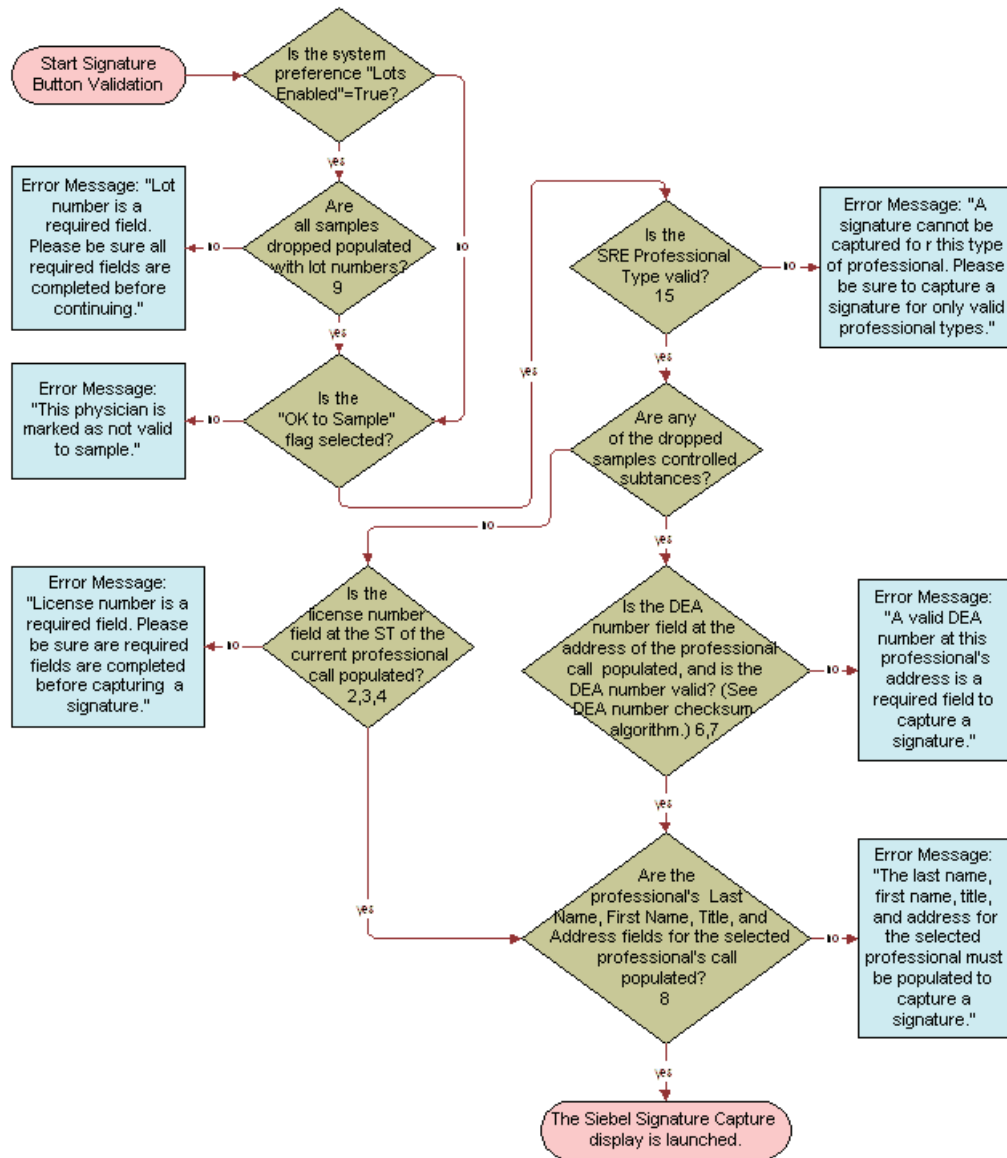 Start Signature
Button Validation
Is the system
preference "Lots
Enabled"=True?
no
yes
Error Message: "Lot
number is a
required field.
Please be sure all
required fields are
completed before
continuing."
no
Are
all samples
dropped populated
with lot numbers?
9
yes
Error Message:
"This physician is
marked as not valid
to sample."
no
Is the
"OK to Sample"
flag selected?
yes
Is the
SRE Professional
Type valid?
15
no
Error Message: "A
signature cannot be
captured fo r this type
of professional. Please
be sure to capture a
signature for only valid
professional types."
yes
Are any
of the dropped
samples controlled
subtances?
no
yes
Error Message:
"License number is a
required field. Please
be sure are required
fields are completed
before capturing a
signature."
no
Is the
license number
field at the ST of the
current professional
call populated?
2,3,4
yes
Is the DEA
number field at the
address of the professional
call populated, and is the
DEA number valid? (See
DEA number checksum
algorithm.) 6,7
no
Error Message:
"A valid DEA
number at this
professional's
address is a
required field to
capture a
signature."
yes
Are the
professional's Last
Name, First Name, Title, and
Address fields for the selected
professional's call
populated?
8
no
Error Message:
"The last name,
first name, title,
and address for
the selected
professional must
be populated to
capture a
signature."
yes
The Siebel Signature Capture
display is launched.